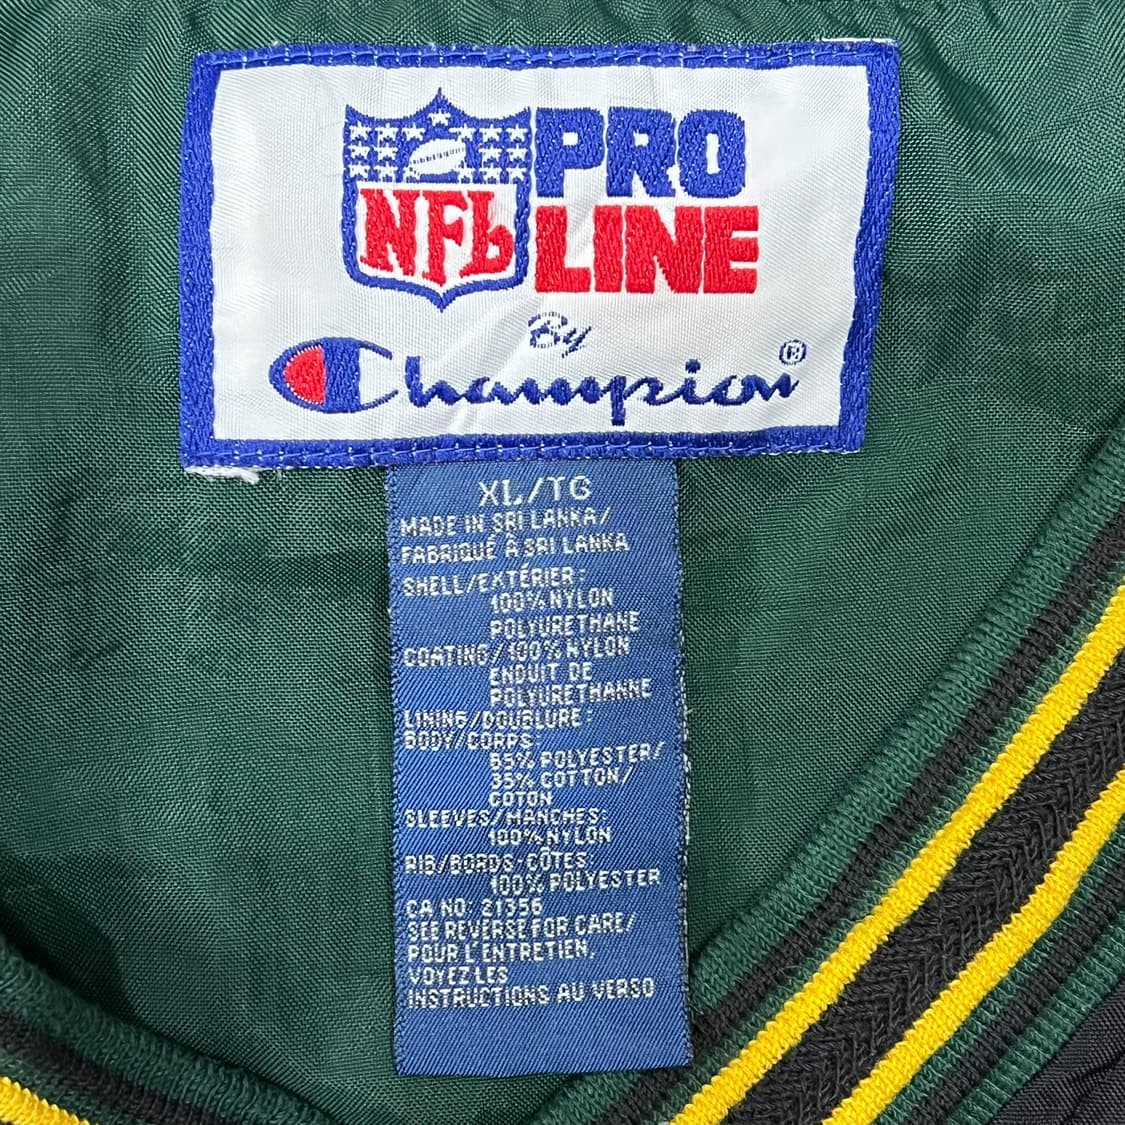 PRO
NFL LINE
By
Champion®
XL/TG
MADE IN SRI LANKA/
FABRIQUÉ À SRI LANKA
SHELL/EXTÉRIER:
100% NYLON
POLYURETHANE
COATING/100% NYLON
ENDUIT DE
POLYURETHANNE
LINING/DOUBLURE:
BODY/CORPS:
65% POLYESTER/
35% COTTON/
COTON
SLEEVES/MANCHES:
100% NYLON
RIB/BORDS-CÔTES:
100% POLYESTER
CA NO: 21356
SEE REVERSE FOR CARE/
POUR L'ENTRETIEN,
VOYEZ LES
INSTRUCTIONS AU VERSO